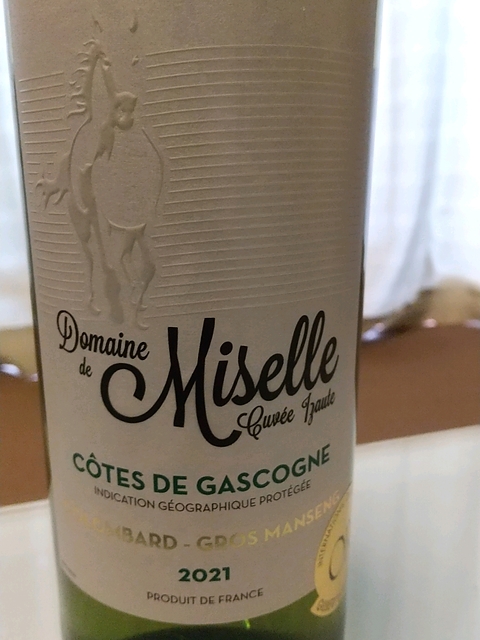 Domaine
de
Miselle
Cuvée Izaute
CÔTES DE GASCOGNE
INDICATION GÉOGRAPHIQUE PROTÉGÉE
COLOMBARD - GROS MANSENG
2021
PRODUIT DE FRANCE